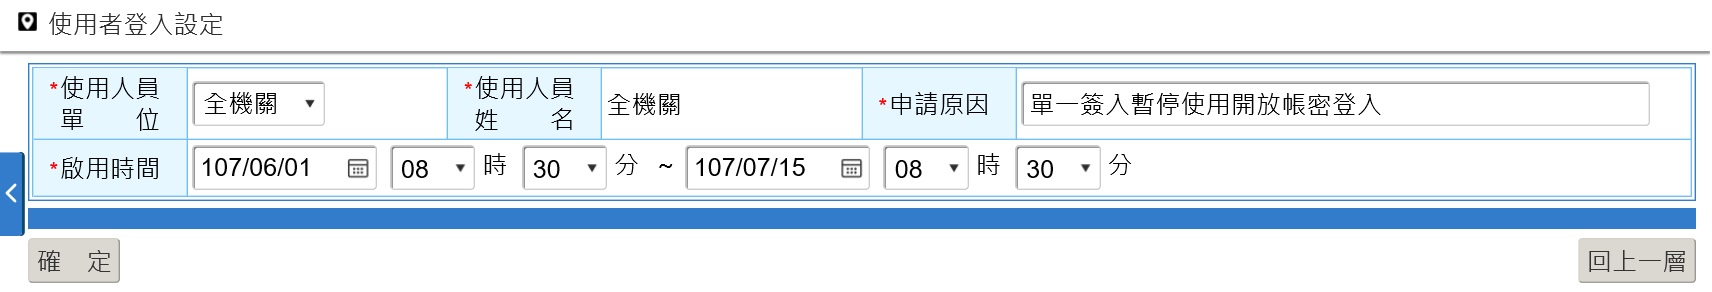 使用者登入設定
*使用人員單　　位 全機關 *使用人員姓　　名 全機關 *申請原因 單一簽入暫停使用開放帳密登入
*啟用時間 107/06/01 08 時 30 分 ~ 107/07/15 08 時 30 分
確　定 回上一層